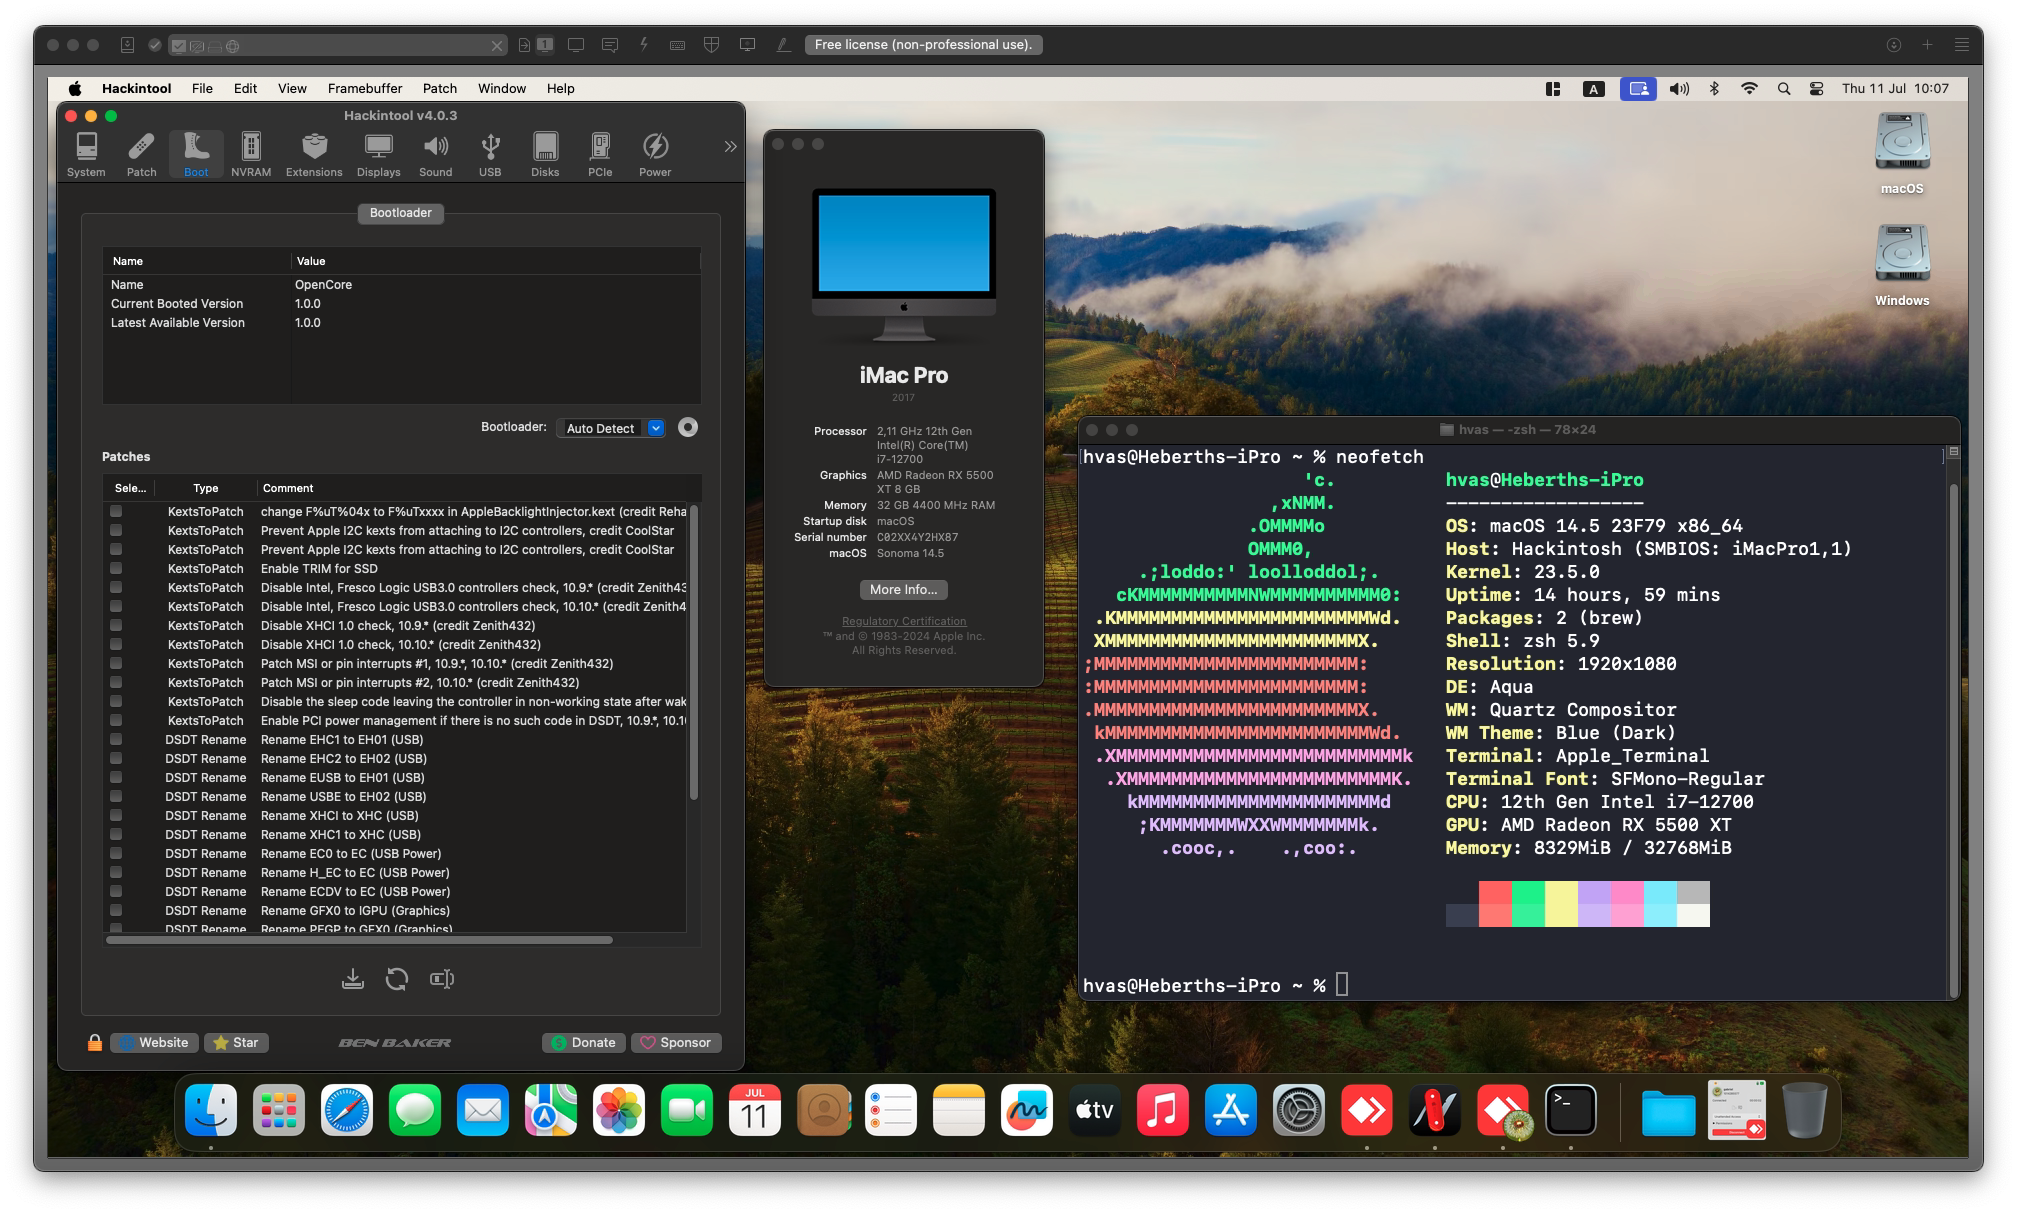 1
Free license (non-professional use).
Hackintool File Edit View Framebuffer Patch Window Help
A
Thu 11 Jul 10:07
Hackintool v4.0.3
System Patch Boot NVRAM Extensions Displays Sound USB Disks PCIe Power
Bootloader
Name Value
Name OpenCore
Current Booted Version 1.0.0
Latest Available Version 1.0.0
Bootloader: Auto Detect
Patches
Sele... Type Comment
KextsToPatch change F%uT%04x to F%uTxxxx in AppleBacklightInjector.kext (credit Reha
KextsToPatch Prevent Apple I2C kexts from attaching to I2C controllers, credit CoolStar
KextsToPatch Prevent Apple I2C kexts from attaching to I2C controllers, credit CoolStar
KextsToPatch Enable TRIM for SSD
KextsToPatch Disable Intel, Fresco Logic USB3.0 controllers check, 10.9.* (credit Zenith43
KextsToPatch Disable Intel, Fresco Logic USB3.0 controllers check, 10.10.* (credit Zenith4
KextsToPatch Disable XHCI 1.0 check, 10.9.* (credit Zenith432)
KextsToPatch Disable XHCI 1.0 check, 10.10.* (credit Zenith432)
KextsToPatch Patch MSI or pin interrupts #1, 10.9.*, 10.10.* (credit Zenith432)
KextsToPatch Patch MSI or pin interrupts #2, 10.10.* (credit Zenith432)
KextsToPatch Disable the sleep code leaving the controller in non-working state after wak
KextsToPatch Enable PCI power management if there is no such code in DSDT, 10.9.*, 10.1
DSDT Rename Rename EHC1 to EH01 (USB)
DSDT Rename Rename EHC2 to EH02 (USB)
DSDT Rename Rename EUSB to EH01 (USB)
DSDT Rename Rename USBE to EH02 (USB)
DSDT Rename Rename XHCI to XHC (USB)
DSDT Rename Rename XHC1 to XHC (USB)
DSDT Rename Rename EC0 to EC (USB Power)
DSDT Rename Rename H_EC to EC (USB Power)
DSDT Rename Rename ECDV to EC (USB Power)
DSDT Rename Rename GFX0 to IGPU (Graphics)
DSDT Rename Rename PEGP to GFX0 (Graphics)
Website Star BEN BAKER Donate Sponsor
iMac Pro
2017
Processor 2,11 GHz 12th Gen
Intel(R) Core(TM)
i7-12700
Graphics AMD Radeon RX 5500
XT 8 GB
Memory 32 GB 4400 MHz RAM
Startup disk macOS
Serial number C02XX4Y2HX87
macOS Sonoma 14.5
More Info...
Regulatory Certification
™ and © 1983-2024 Apple Inc.
All Rights Reserved.
macOS
Windows
hvas — -zsh — 78×24
hvas@Heberths-iPro ~ % neofetch
'c. hvas@Heberths-iPro
,xNMM. ------------------
.OMMMMo OS: macOS 14.5 23F79 x86_64
OMMM0, Host: Hackintosh (SMBIOS: iMacPro1,1)
.;loddo:' loolloddol;. Kernel: 23.5.0
cKMMMMMMMMMMNWMMMMMMMMMM0: Uptime: 14 hours, 59 mins
.KMMMMMMMMMMMMMMMMMMMMMMMWd. Packages: 2 (brew)
XMMMMMMMMMMMMMMMMMMMMMMMX. Shell: zsh 5.9
;MMMMMMMMMMMMMMMMMMMMMMMM: Resolution: 1920x1080
:MMMMMMMMMMMMMMMMMMMMMMMM: DE: Aqua
.MMMMMMMMMMMMMMMMMMMMMMMMX. WM: Quartz Compositor
kMMMMMMMMMMMMMMMMMMMMMMMMWd. WM Theme: Blue (Dark)
.XMMMMMMMMMMMMMMMMMMMMMMMMMMk Terminal: Apple_Terminal
.XMMMMMMMMMMMMMMMMMMMMMMMMK. Terminal Font: SFMono-Regular
kMMMMMMMMMMMMMMMMMMMMMMd CPU: 12th Gen Intel i7-12700
;KMMMMMMMWXXWMMMMMMMk. GPU: AMD Radeon RX 5500 XT
.cooc,. .,coo:. Memory: 8329MiB / 32768MiB
hvas@Heberths-iPro ~ %
JUL
11
tv
>_